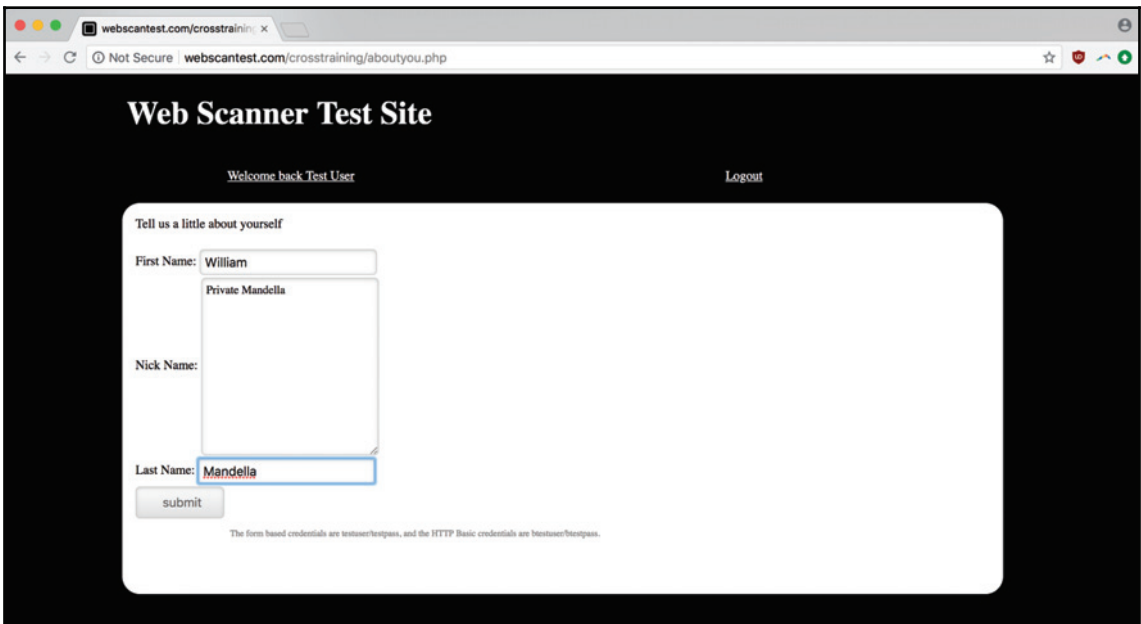 webscantest.com/crosstraining
Not Secure webscantest.com/crosstraining/aboutyou.php
Web Scanner Test Site
Welcome back Test User Logout
Tell us a little about yourself
First Name: William
Private Mandella
Nick Name:
Last Name: Mandella
submit
The form based credentials are testuser/testpass, and the HTTP Basic credentials are btestuser/btestpass.